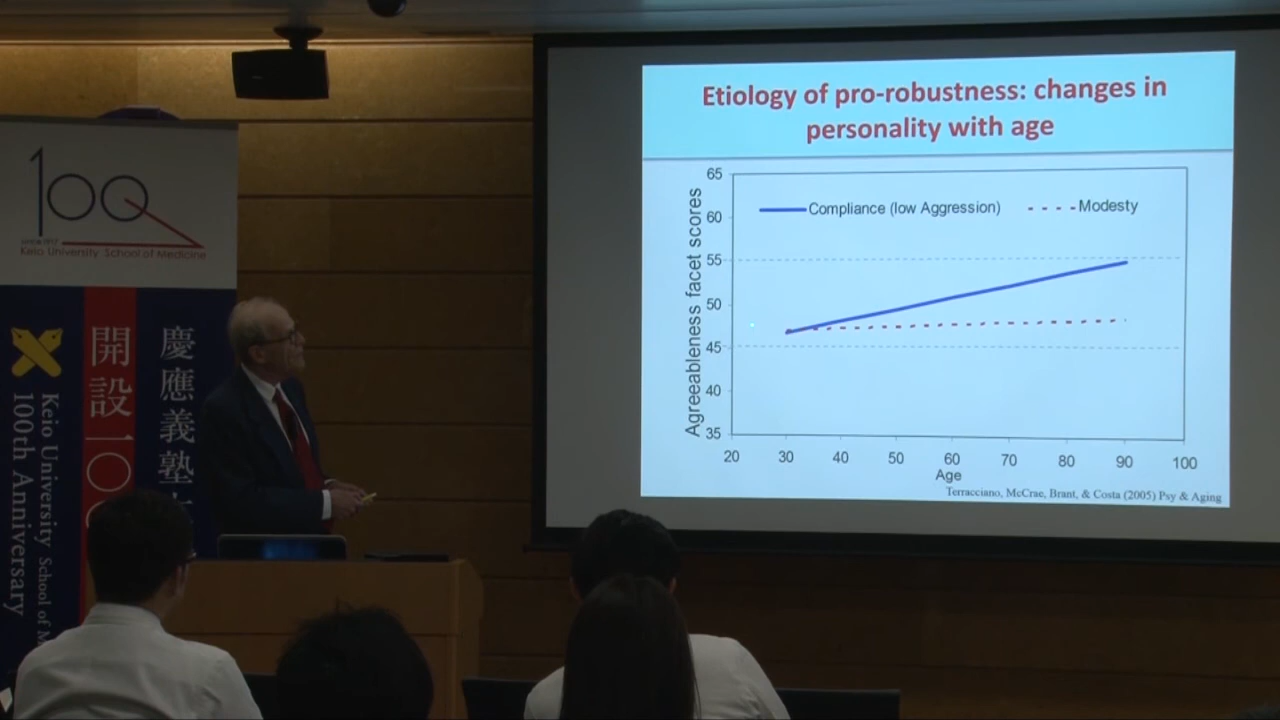 Etiology of pro-robustness: changes in
personality with age
65
60
55
50
45
40
35
Agreeableness facet scores
Compliance (low Aggression)
Modesty
20 30 40 50 60 70 80 90 100
Age
Terracciano, McCrae, Brant, & Costa (2005) Psy & Aging
100
Keio University School of Medicine
慶應義塾
開設一〇〇
Keio University School of M
100th Anniversary